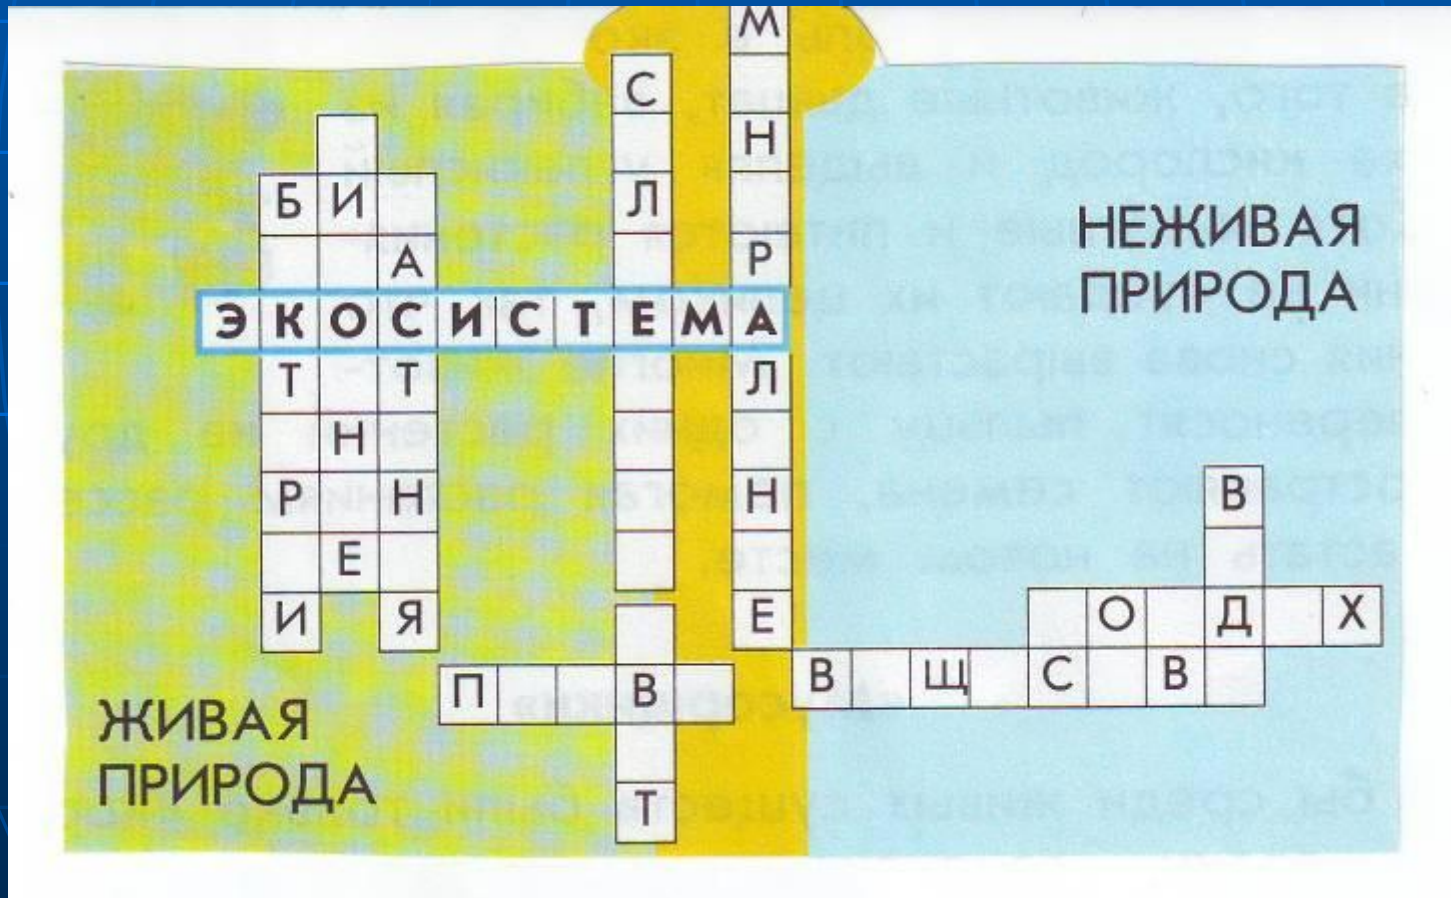 М
С
Н
Б И Л
НЕЖИВАЯ
А Р
ПРИРОДА
ЭКОСИСТЕМА
Т Т Л
Н
Р Н Н В
Е
И Я Е О Д Х
П В В Щ С В
ЖИВАЯ
ПРИРОДА
Т